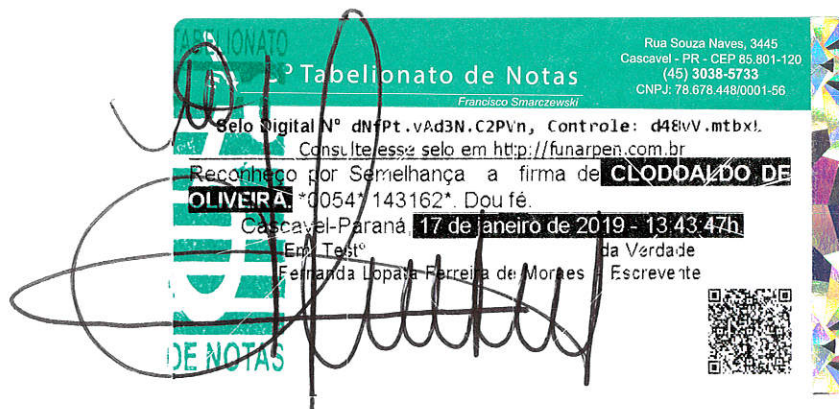 TABELIONATO
º Tabelionato de Notas
Francisco Smarczewski
Rua Souza Naves, 3445
Cascavel - PR - CEP 85.801-120
(45) 3038-5733
CNPJ: 78.678.448/0001-56
Selo Digital Nº dNfPt.vAd3N.C2PVn, Controle: d48vV.mtbxL
Consulte esse selo em http://funarpen.com.br
Reconheço por Semelhança a firma de CLODOALDO DE
OLIVEIRA. *0054* 143162*. Dou fé.
Cascavel-Paraná, 17 de janeiro de 2019 - 13:43:47h.
Em Testº da Verdade
Fernanda Ferreira de Moraes Escrevente
DE NOTAS